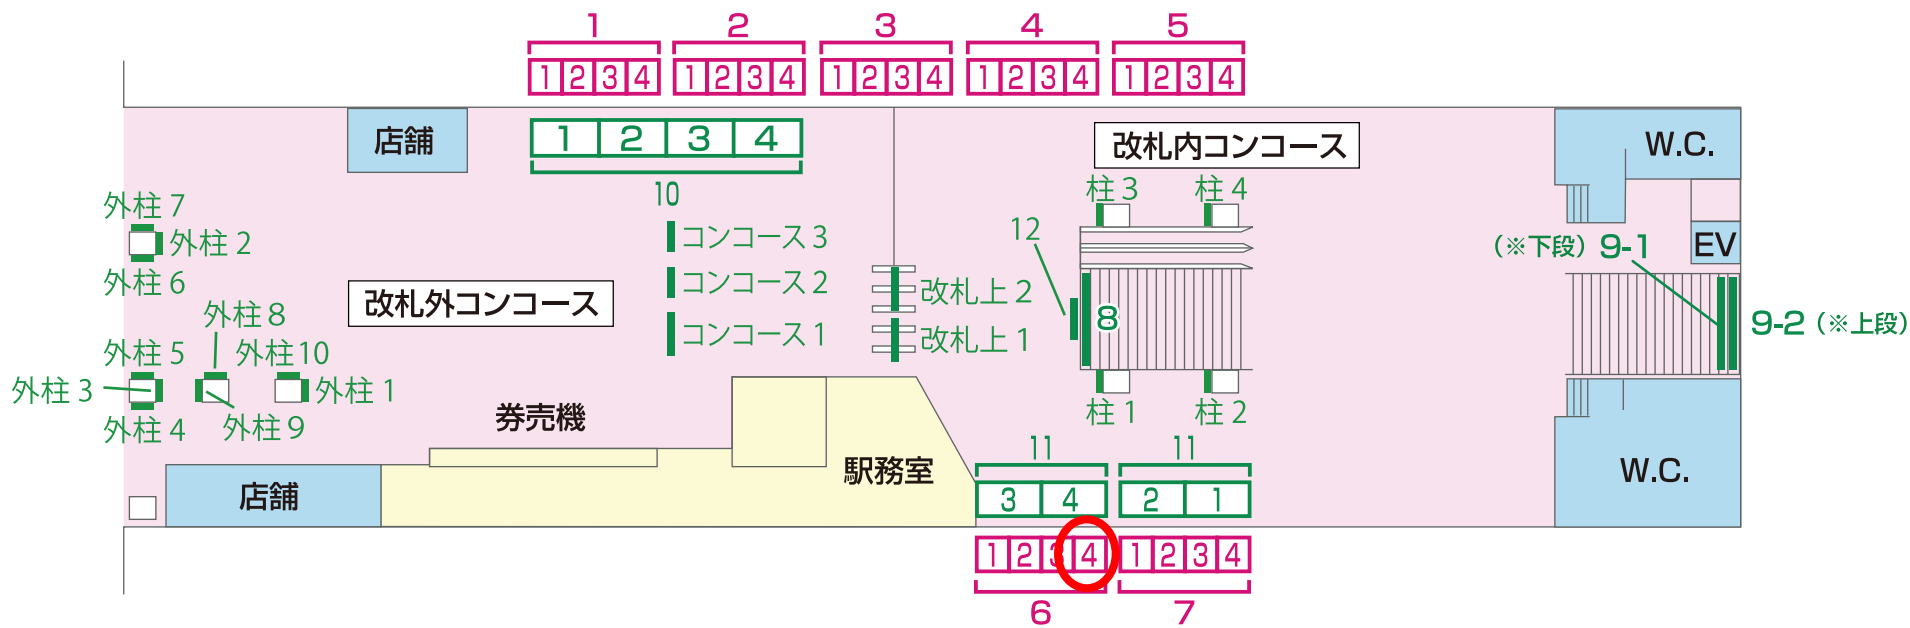 1 2 3 4 5
1 2 3 4 1 2 3 4 1 2 3 4 1 2 3 4 1 2 3 4
店舗
1 2 3 4
10
改札内コンコース
W.C.
柱 3
柱 4
外柱 7
外柱 2
外柱 6
コンコース 3
コンコース 2
コンコース 1
12
(※下段) 9-1
EV
改札外コンコース
改札上 2
改札上 1
8
9-2 (※上段)
外柱 8
外柱 5
外柱 10
外柱 3
外柱 1
外柱 4
外柱 9
券売機
柱 1
柱 2
11 11
駅務室
店舗
3 4 2 1
W.C.
1 2 3 4 1 2 3 4
6 7